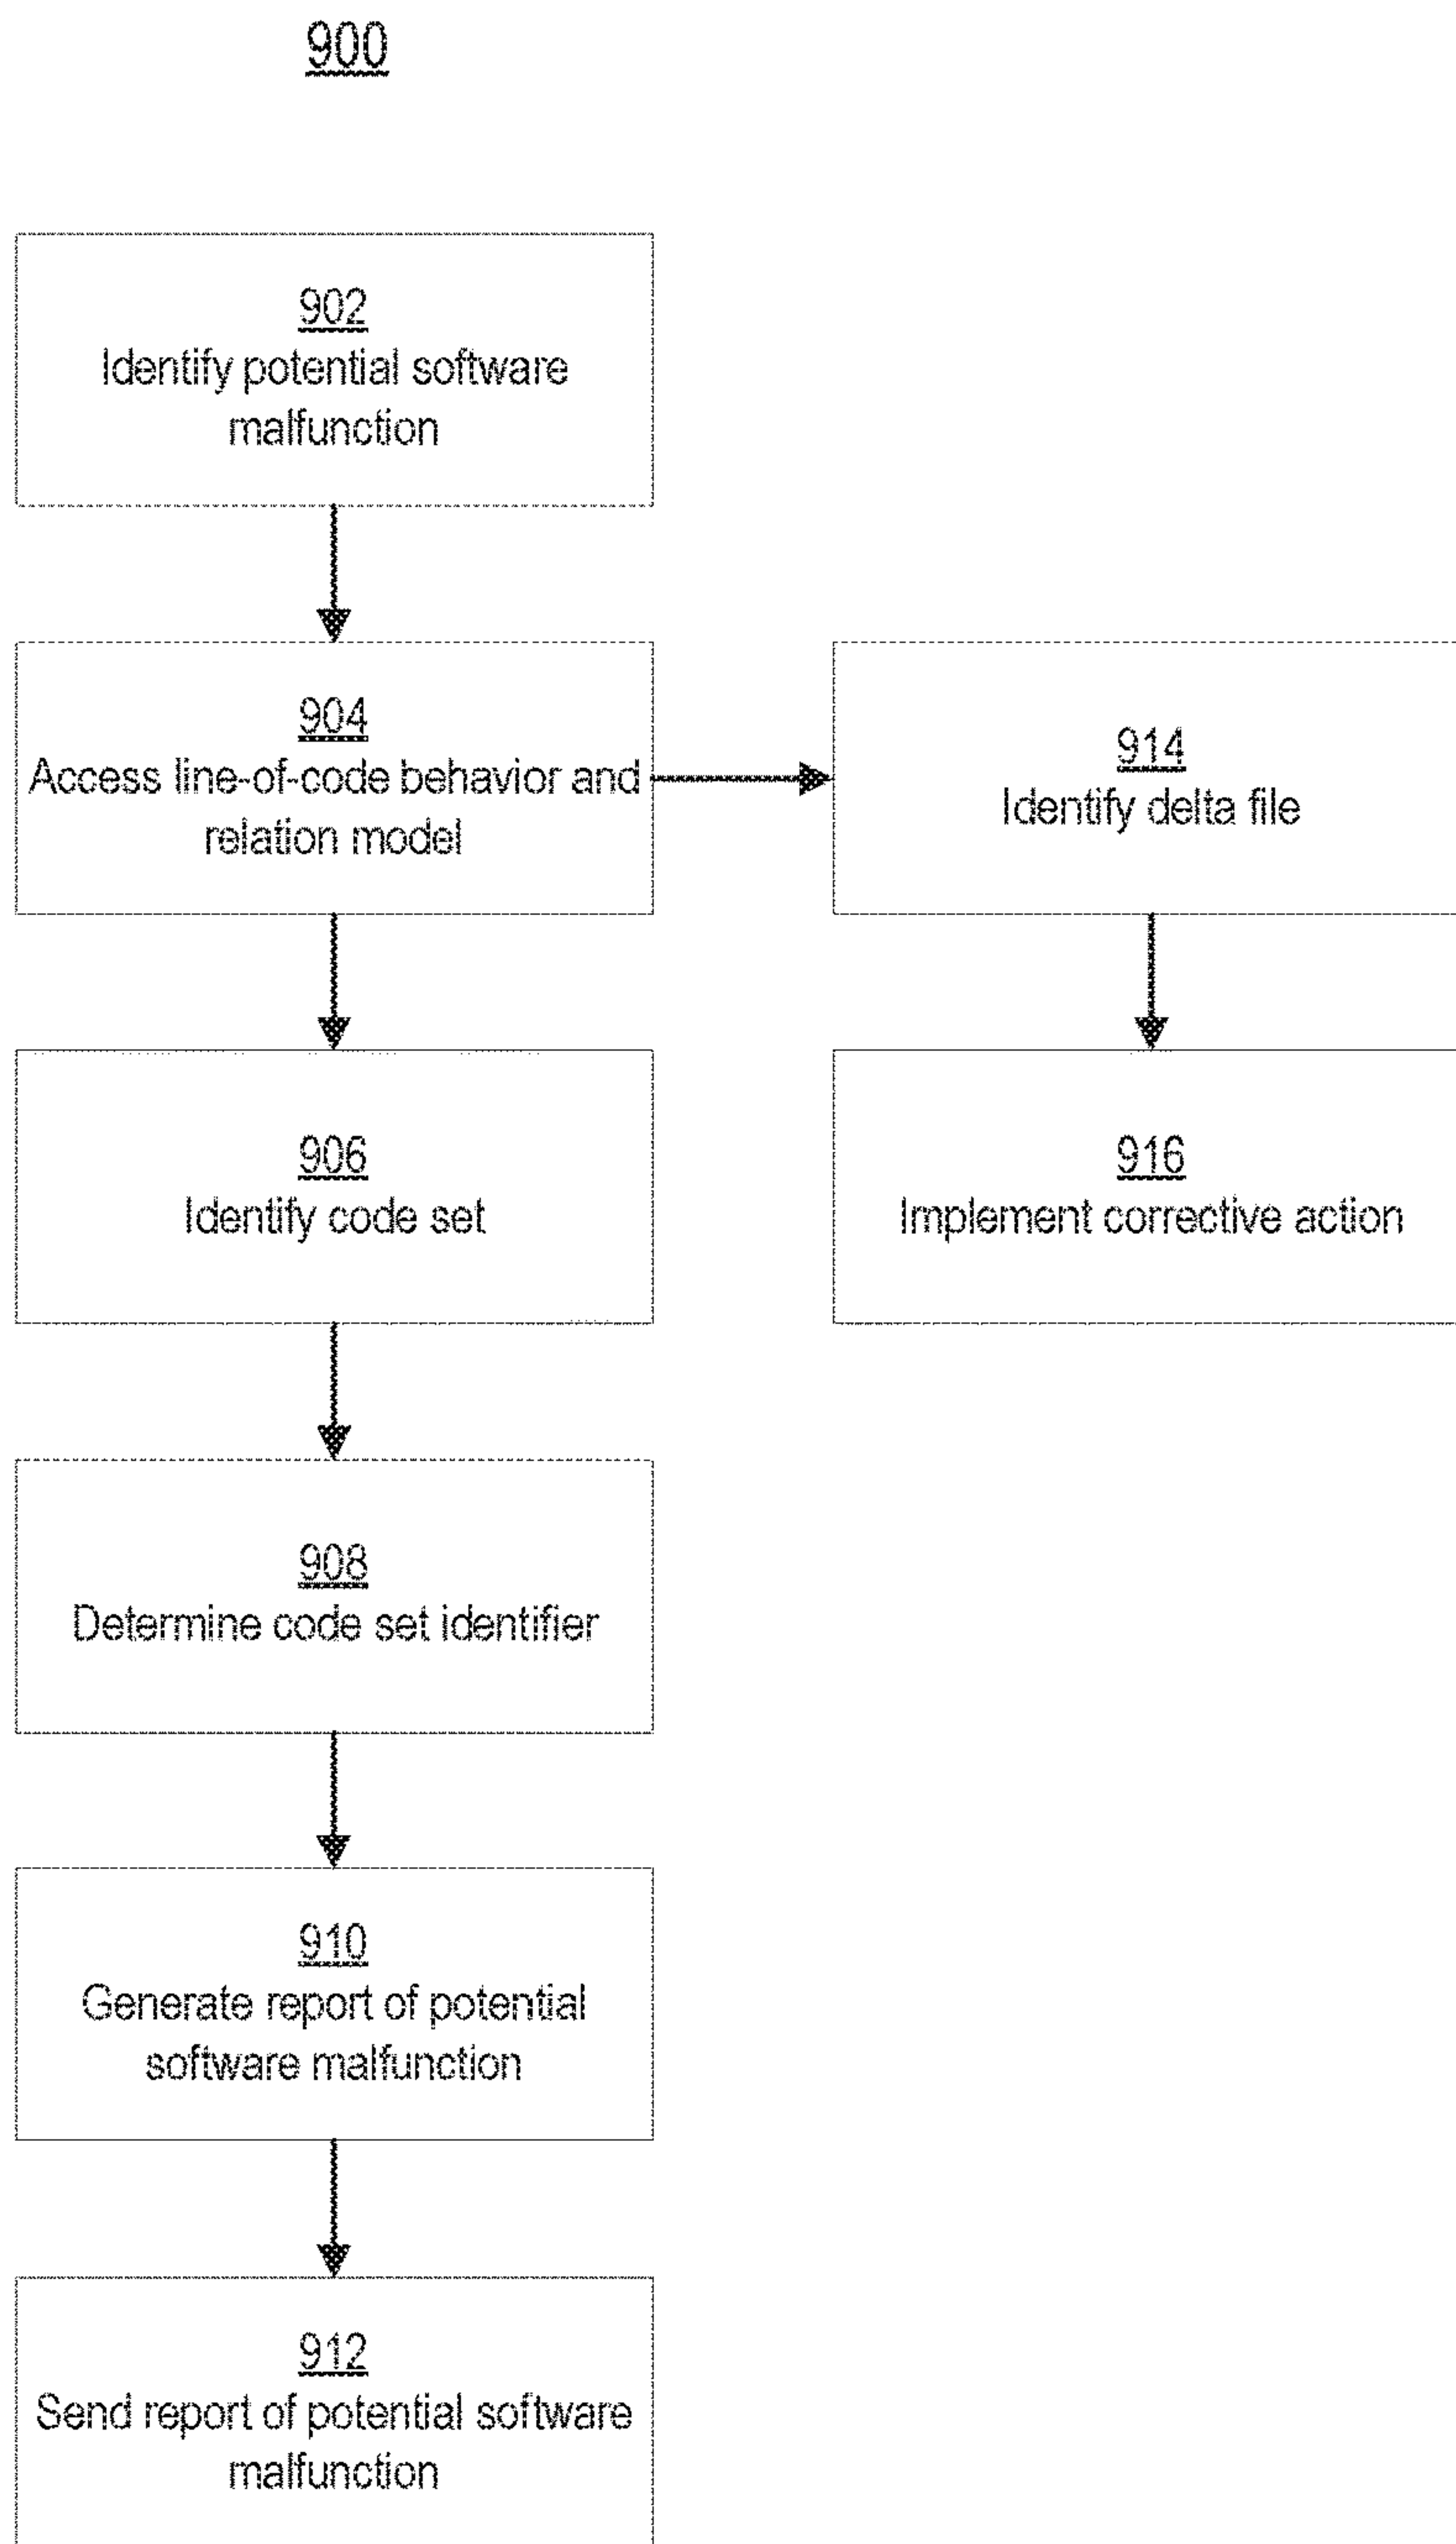 900
902
Identify potential software
malfunction
904
Access line-of-code behavior and
relation model
914
Identify delta file
906
Identify code set
916
Implement corrective action
908
Determine code set identifier
910
Generate report of potential
software malfunction
912
Send report of potential software
malfunction